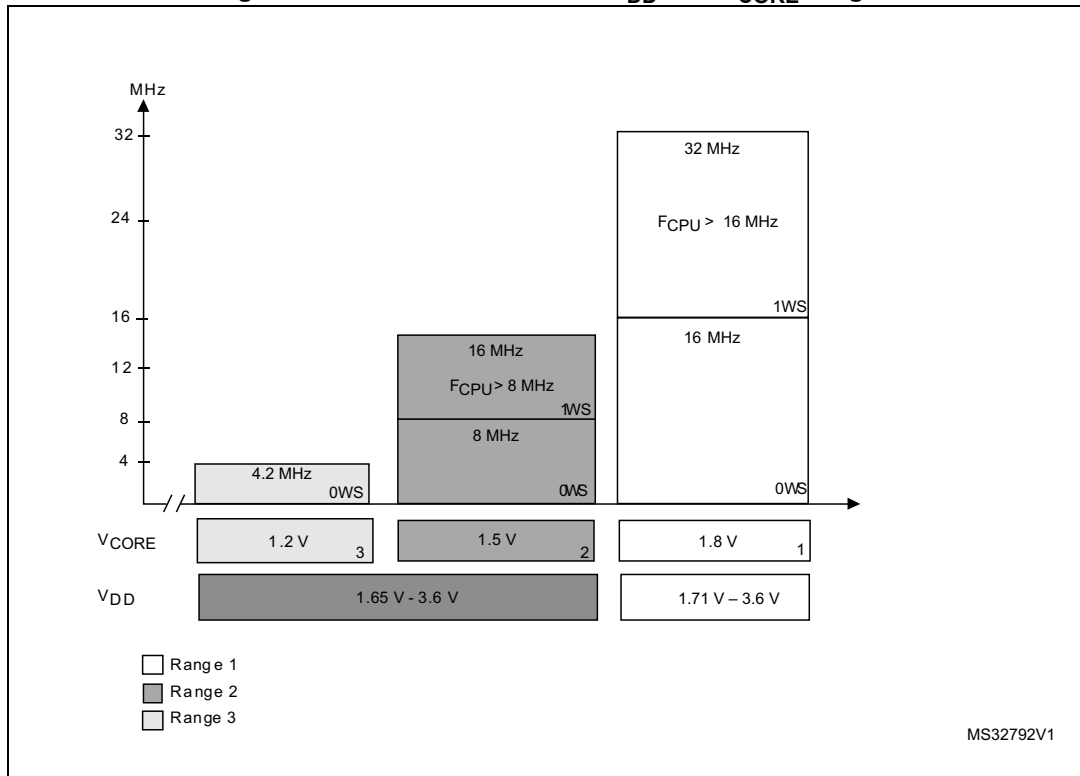 DD
CORE
MHz
32
24
16
12
8
4
32 MHz
FCPU > 16 MHz
1WS
16 MHz
0WS
16 MHz
FCPU > 8 MHz
1WS
8 MHz
0WS
4.2 MHz
0WS
VCORE
1.2 V
3
1.5 V
2
1.8 V
1
VDD
1.65 V - 3.6 V
1.71 V – 3.6 V
Range 1
Range 2
Range 3
MS32792V1